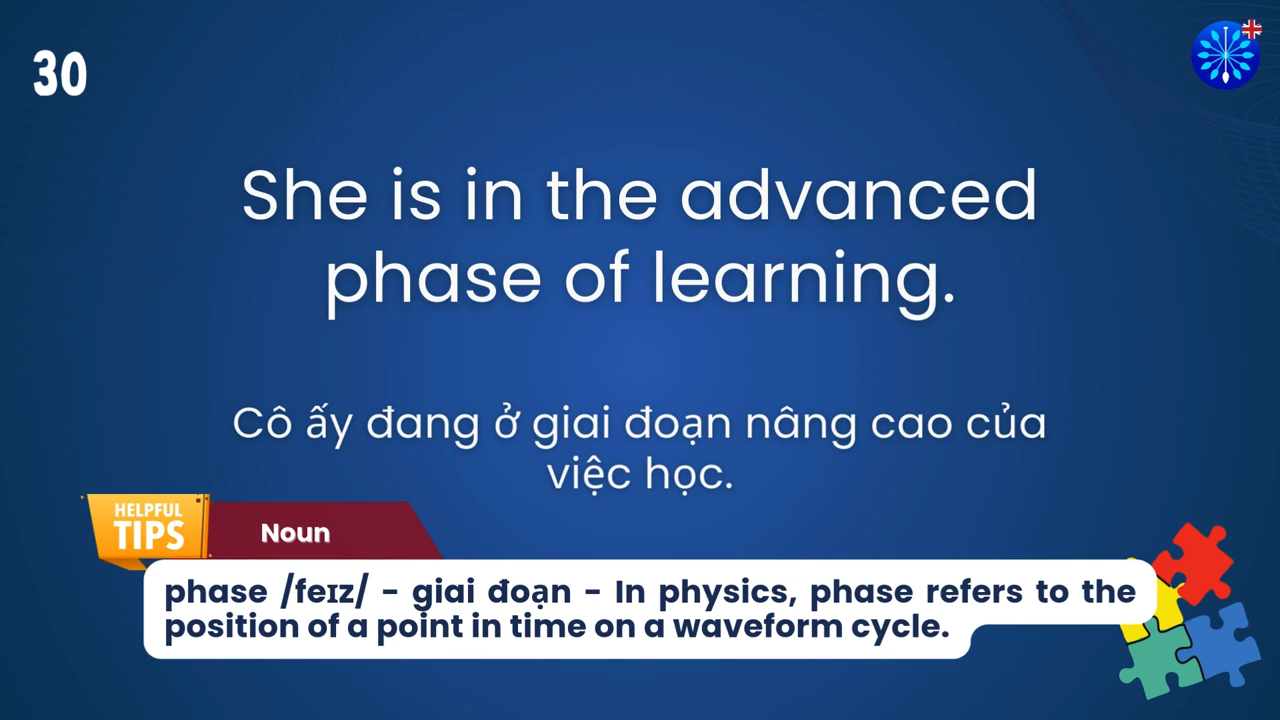 30
She is in the advanced
phase of learning.
Cô ấy đang ở giai đoạn nâng cao của
việc học.
HELPFUL
TIPS
Noun
phase /feɪz/ - giai đoạn - In physics, phase refers to the
position of a point in time on a waveform cycle.